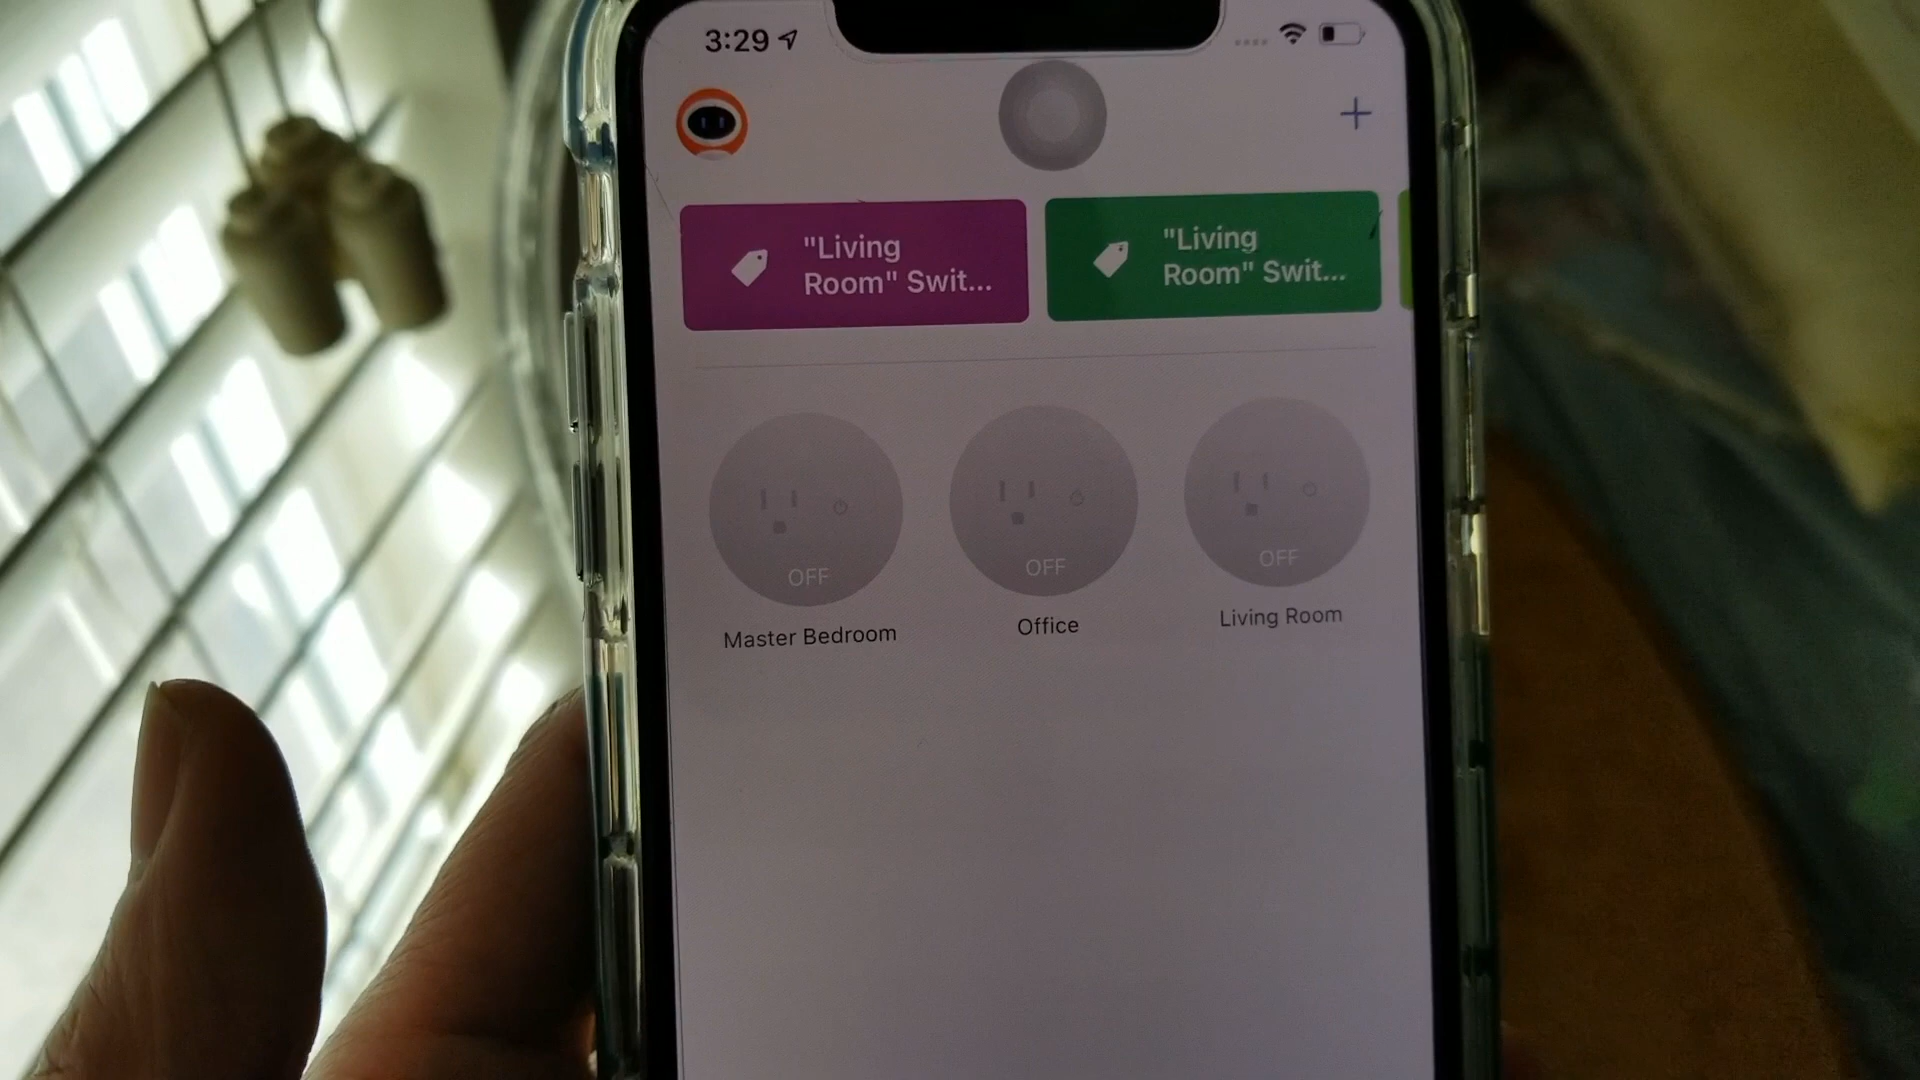 3:29
"Living
Room" Swit...
"Living
Room" Swit...
OFF
OFF
OFF
Master Bedroom
Office
Living Room